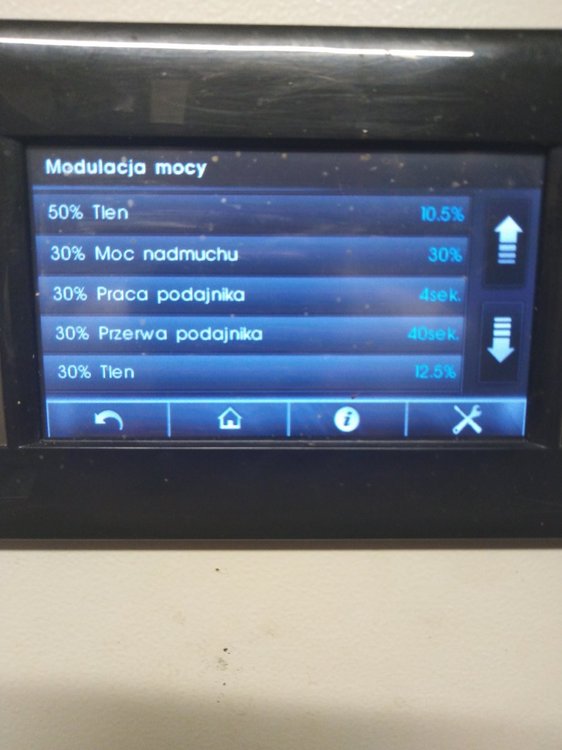 Modulacja mocy
50% Tlen 10.5%
30% Moc nadmuchu 30%
30% Praca podajnika 4sek.
30% Przerwa podajnika 40sek.
30% Tlen 12.5%